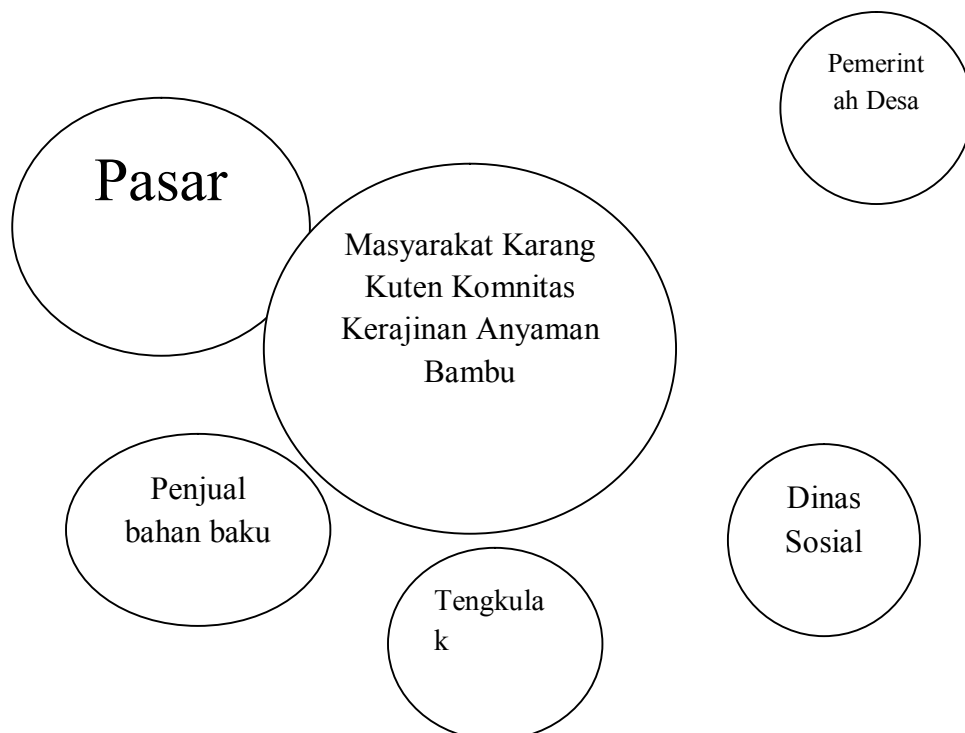 Pemerint
ah Desa
Pasar
Masyarakat Karang
Kuten Komnitas
Kerajinan Anyaman
Bambu
Penjual
bahan baku
Dinas
Sosial
Tengkula
k